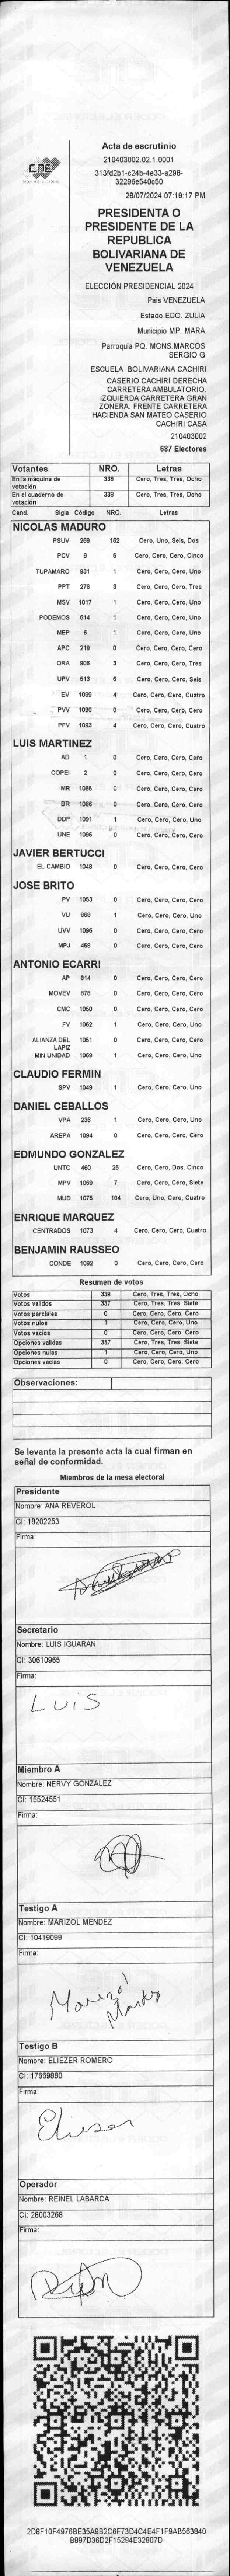 CNE
Acta de escrutinio
210403002.02.1.0001
313fd2b1-c24b-4e33-a298-
32296e540c50
28/07/2024 07:19:17 PM
PRESIDENTA O
PRESIDENTE DE LA
REPUBLICA
BOLIVARIANA DE
VENEZUELA
ELECCIÓN PRESIDENCIAL 2024
Pais VENEZUELA
Estado EDO. ZULIA
Municipio MP. MARA
Parroquia PQ. MONS.MARCOS
SERGIO G
ESCUELA BOLIVARIANA CACHIRI
CASERIO CACHIRI DERECHA
CARRETERA AMBULATORIO.
IZQUIERDA CARRETERA GRAN
ZONERA. FRENTE CARRETERA
HACIENDA SAN MATEO CASERIO
CACHIRI CASA
210403002
687 Electores
Votantes NRO. Letras
En la máquina de votación 338 Cero, Tres, Tres, Ocho
En el cuaderno de votación 338 Cero, Tres, Tres, Ocho
Cand. Sigla Código NRO. Letras
NICOLAS MADURO
PSUV 269 162 Cero, Uno, Seis, Dos
PCV 9 5 Cero, Cero, Cero, Cinco
TUPAMARO 931 1 Cero, Cero, Cero, Uno
PPT 276 3 Cero, Cero, Cero, Tres
MSV 1017 1 Cero, Cero, Cero, Uno
PODEMOS 514 1 Cero, Cero, Cero, Uno
MEP 6 1 Cero, Cero, Cero, Uno
APC 219 0 Cero, Cero, Cero, Cero
ORA 906 3 Cero, Cero, Cero, Tres
UPV 513 6 Cero, Cero, Cero, Seis
EV 1089 4 Cero, Cero, Cero, Cuatro
PVV 1090 0 Cero, Cero, Cero, Cero
PFV 1093 4 Cero, Cero, Cero, Cuatro
LUIS MARTINEZ
AD 1 0 Cero, Cero, Cero, Cero
COPEI 2 0 Cero, Cero, Cero, Cero
MR 1065 0 Cero, Cero, Cero, Cero
BR 1066 0 Cero, Cero, Cero, Cero
DDP 1091 1 Cero, Cero, Cero, Uno
UNE 1095 0 Cero, Cero, Cero, Cero
JAVIER BERTUCCI
EL CAMBIO 1048 0 Cero, Cero, Cero, Cero
JOSE BRITO
PV 1053 0 Cero, Cero, Cero, Cero
VU 868 1 Cero, Cero, Cero, Uno
UVV 1096 0 Cero, Cero, Cero, Cero
MPJ 458 0 Cero, Cero, Cero, Cero
ANTONIO ECARRI
AP 814 0 Cero, Cero, Cero, Cero
MOVEV 878 0 Cero, Cero, Cero, Cero
CMC 1050 0 Cero, Cero, Cero, Cero
FV 1062 1 Cero, Cero, Cero, Uno
ALIANZA DEL LAPIZ 1051 0 Cero, Cero, Cero, Cero
MIN UNIDAD 1068 1 Cero, Cero, Cero, Uno
CLAUDIO FERMIN
SPV 1049 1 Cero, Cero, Cero, Uno
DANIEL CEBALLOS
VPA 236 1 Cero, Cero, Cero, Uno
AREPA 1094 0 Cero, Cero, Cero, Cero
EDMUNDO GONZALEZ
UNTC 460 25 Cero, Cero, Dos, Cinco
MPV 1069 7 Cero, Cero, Cero, Siete
MUD 1075 104 Cero, Uno, Cero, Cuatro
ENRIQUE MARQUEZ
CENTRADOS 1073 4 Cero, Cero, Cero, Cuatro
BENJAMIN RAUSSEO
CONDE 1092 0 Cero, Cero, Cero, Cero
Resumen de votos
Votos 338 Cero, Tres, Tres, Ocho
Votos validos 337 Cero, Tres, Tres, Siete
Votos parciales 0 Cero, Cero, Cero, Cero
Votos nulos 1 Cero, Cero, Cero, Uno
Votos vacios 0 Cero, Cero, Cero, Cero
Opciones validas 337 Cero, Tres, Tres, Siete
Opciones nulas 1 Cero, Cero, Cero, Uno
Opciones vacias 0 Cero, Cero, Cero, Cero
Observaciones:
Se levanta la presente acta la cual firman en
señal de conformidad.
Miembros de la mesa electoral
Presidente
Nombre: ANA REVEROL
CI: 18202253
Firma:
Secretario
Nombre: LUIS IGUARAN
CI: 30610965
Firma:
LUIS
Miembro A
Nombre: NERVY GONZALEZ
CI: 15524551
Firma:
Testigo A
Nombre: MARIZOL MENDEZ
CI: 10419099
Firma:
Marizol
Testigo B
Nombre: ELIEZER ROMERO
CI: 17669880
Firma:
Elieser
Operador
Nombre: REINEL LABARCA
CI: 28003268
Firma:
2D8F10F4976BE35A9B2C6F73D4C4E4F1F9AB563840
B897D36D2F15294E32807D